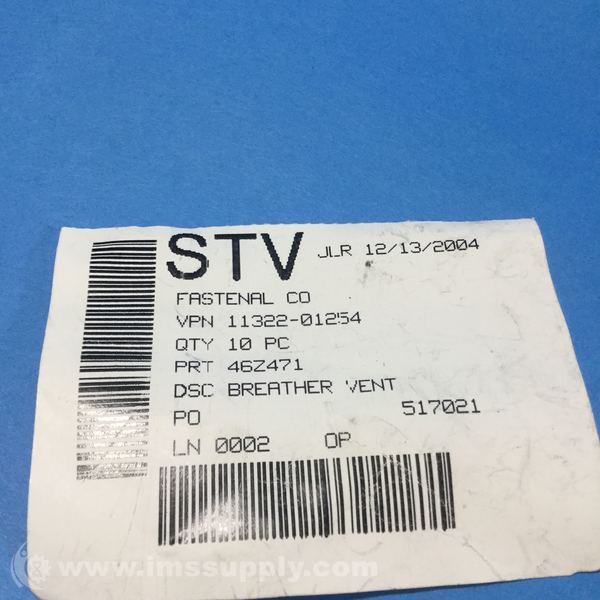 STV JLR 12/13/2004
FASTENAL CO
VPN 11322-01254
QTY 10 PC
PRT 46Z471
DSC BREATHER VENT
PO 517021
LN 0002 OP
www.imssupply.com